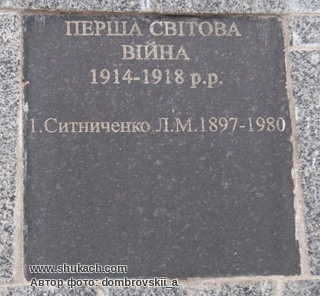 ПЕРША СВІТОВА
ВІЙНА
1914-1918 р.р.
1.Ситниченко Л.М.1897-1980
www.shukach.com
Автор фото: dombrovskii_a